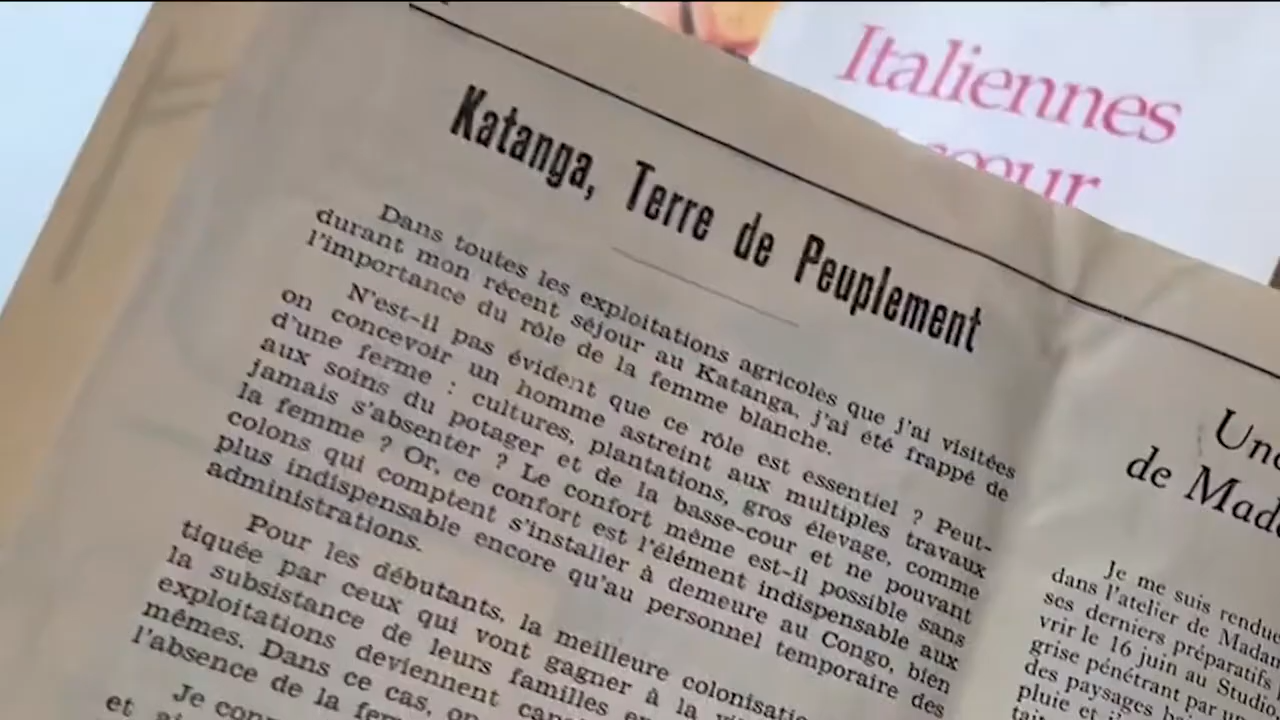 Italiennes
cœur
Katanga, Terre de Peuplement
Dans toutes les exploitations agricoles que j'ai visitées
durant mon récent séjour au Katanga, j'ai été frappé de
l'importance du rôle de la femme blanche.
N'est-il pas évident que ce rôle est essentiel ? Peut-
on concevoir un homme astreint aux multiples travaux
d'une ferme : cultures, plantations, gros élevage, comme
aux soins du potager et de la basse-cour et ne pouvant
jamais s'absenter ? Le confort même est-il possible sans
la femme ? Or, ce confort est l'élément indispensable aux
colons qui comptent s'installer à demeure au Congo, bien
plus indispensable encore qu'au personnel temporaire des
administrations.
Pour les débutants, la meilleure colonisatio
tiquée par ceux qui vont gagner à la
la subsistance de leurs familles
exploitations deviennent
mêmes. Dans ce cas, on
l'absence de la
Je
et
de Mad
Je me suis rendu
dans l'atelier de Madam
ses derniers préparatifs
vrir le 16 juin au Studio
grise pénétrant par
des paysages
pluie et